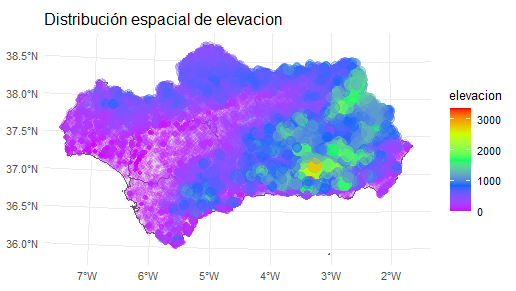 Distribución espacial de elevacion
38.5°N
38.0°N
37.5°N
37.0°N
36.5°N
36.0°N
7°W
6°W
5°W
4°W
3°W
2°W
elevacion
3000
2000
1000
0